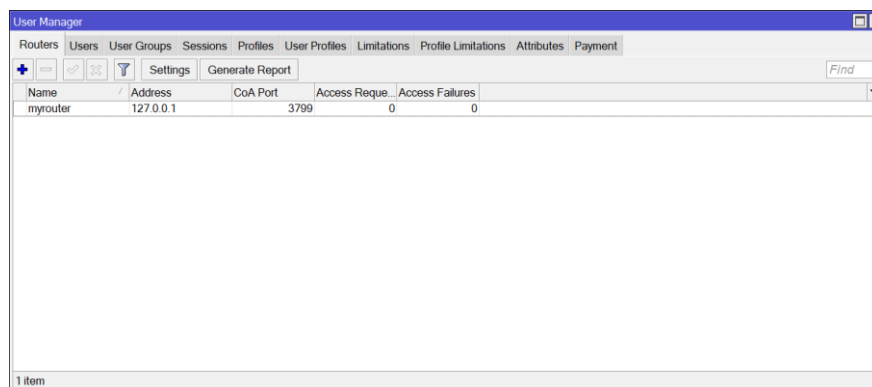 User Manager
Routers Users User Groups Sessions Profiles User Profiles Limitations Profile Limitations Attributes Payment
Settings Generate Report Find
Name Address CoA Port Access Reque... Access Failures
myrouter 127.0.0.1 3799 0 0
1 item